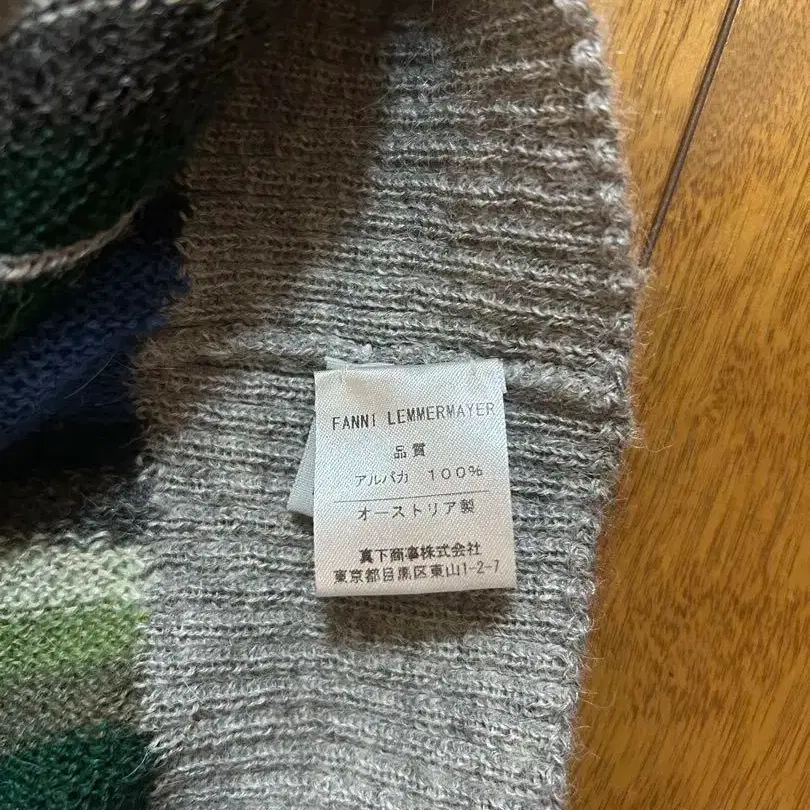 FANNI LEMMERMAYER
品質
アルパカ 100%
オーストリア製
真下商事株式会社
東京都目黒区東山1-2-7